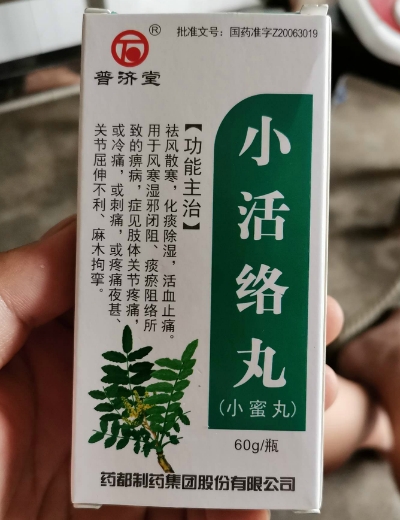 批准文号：国药准字Z20063019
®
普济堂
小活络丸
（小蜜丸）
60g/瓶
【功能主治】
祛风散寒，化痰除湿，活血止痛。
用于风寒湿邪闭阻、痰瘀阻络所
致的痹病，症见肢体关节疼痛，
或冷痛，或刺痛，或疼痛夜甚、
关节屈伸不利、麻木拘挛。
药都制药集团股份有限公司